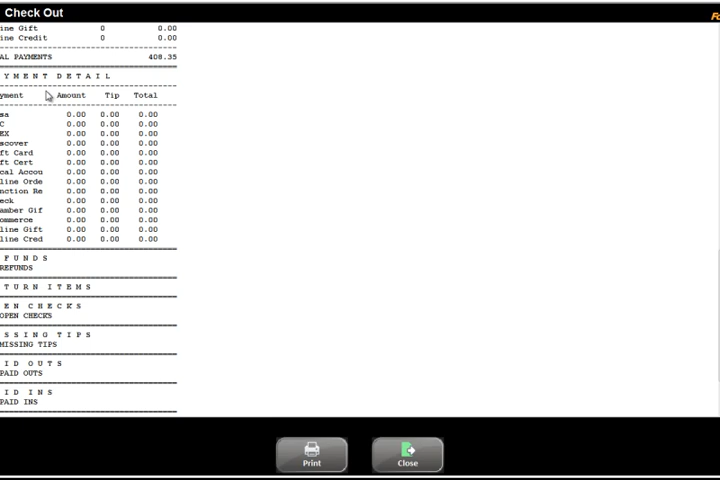 Check Out
Fo
ine Gift 0 0.00
ine Credit 0 0.00
AL PAYMENTS 408.35
Y M E N T D E T A I L
yment Amount Tip Total
sa 0.00 0.00 0.00
C 0.00 0.00 0.00
EX 0.00 0.00 0.00
scover 0.00 0.00 0.00
ft Card 0.00 0.00 0.00
ft Cert 0.00 0.00 0.00
cal Accou 0.00 0.00 0.00
line Orde 0.00 0.00 0.00
nction Re 0.00 0.00 0.00
eck 0.00 0.00 0.00
amber Gif 0.00 0.00 0.00
ommerce 0.00 0.00 0.00
line Gift 0.00 0.00 0.00
line Cred 0.00 0.00 0.00
F U N D S
REFUNDS
T U R N I T E M S
E N C H E C K S
OPEN CHECKS
S S I N G T I P S
MISSING TIPS
I D O U T S
PAID OUTS
I D I N S
PAID INS
Print
Close